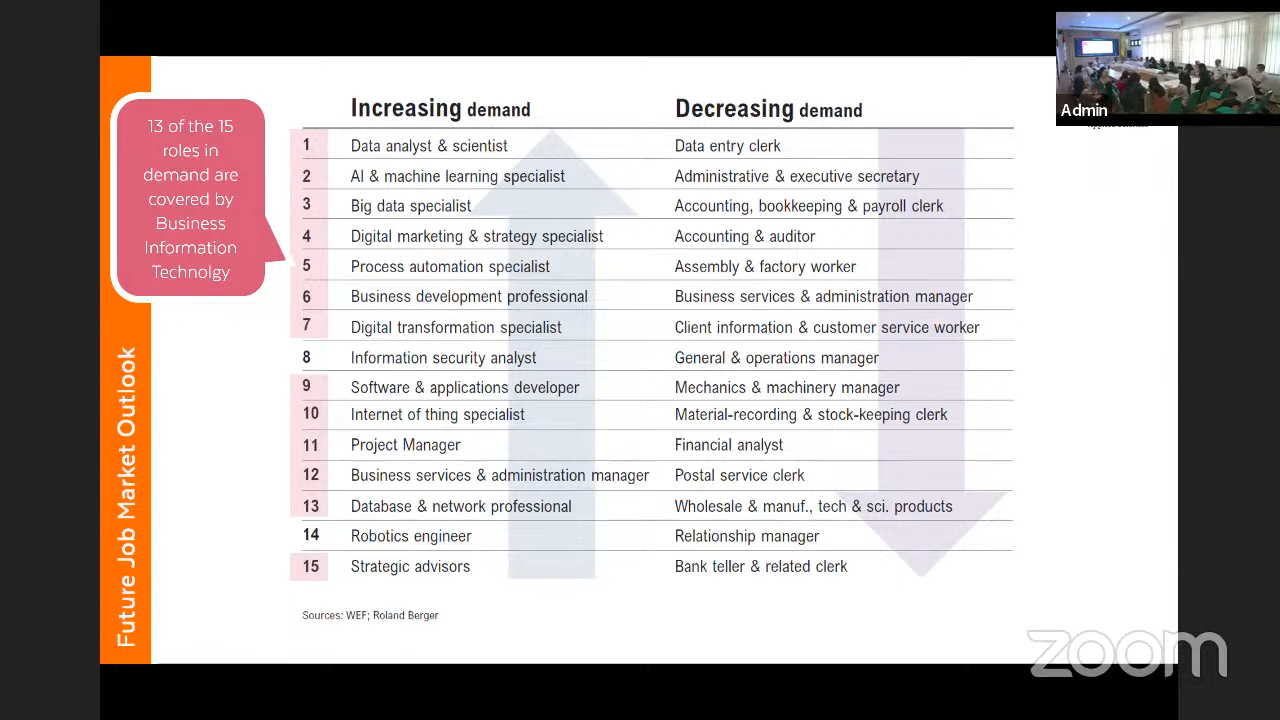 Admin
13 of the 15
roles in
demand are
covered by
Business
Information
Technolgy
Future Job Market Outlook
Increasing demand Decreasing demand
1 Data analyst & scientist Data entry clerk
2 AI & machine learning specialist Administrative & executive secretary
3 Big data specialist Accounting, bookkeeping & payroll clerk
4 Digital marketing & strategy specialist Accounting & auditor
5 Process automation specialist Assembly & factory worker
6 Business development professional Business services & administration manager
7 Digital transformation specialist Client information & customer service worker
8 Information security analyst General & operations manager
9 Software & applications developer Mechanics & machinry manager
10 Internet of thing specialist Material-recording & stock-keeping clerk
11 Project Manager Financial analyst
12 Business services & administration manager Postal service clerk
13 Database & network professional Wholesale & manuf., tech & sci. products
14 Robotics engineer Relationship manager
15 Strategic advisors Bank teller & related clerk
Sources: WEF; Roland Berger
zoom